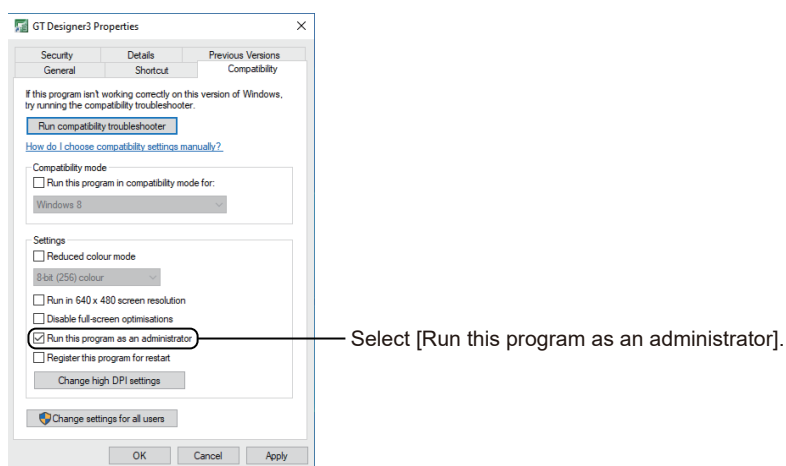 GT Designer3 Properties
Security Details Previous Versions
General Shortcut Compatibility
If this program isn't working correctly on this version of Windows,
try running the compatibility troubleshooter.
Run compatibility troubleshooter
How do I choose compatibility settings manually?
Compatibility mode
Run this program in compatibility mode for:
Windows 8
Settings
Reduced colour mode
8-bit (256) colour
Run in 640 x 480 screen resolution
Disable full-screen optimisations
Run this program as an administrator
Select [Run this program as an administrator].
Register this program for restart
Change high DPI settings
Change settings for all users
OK Cancel Apply